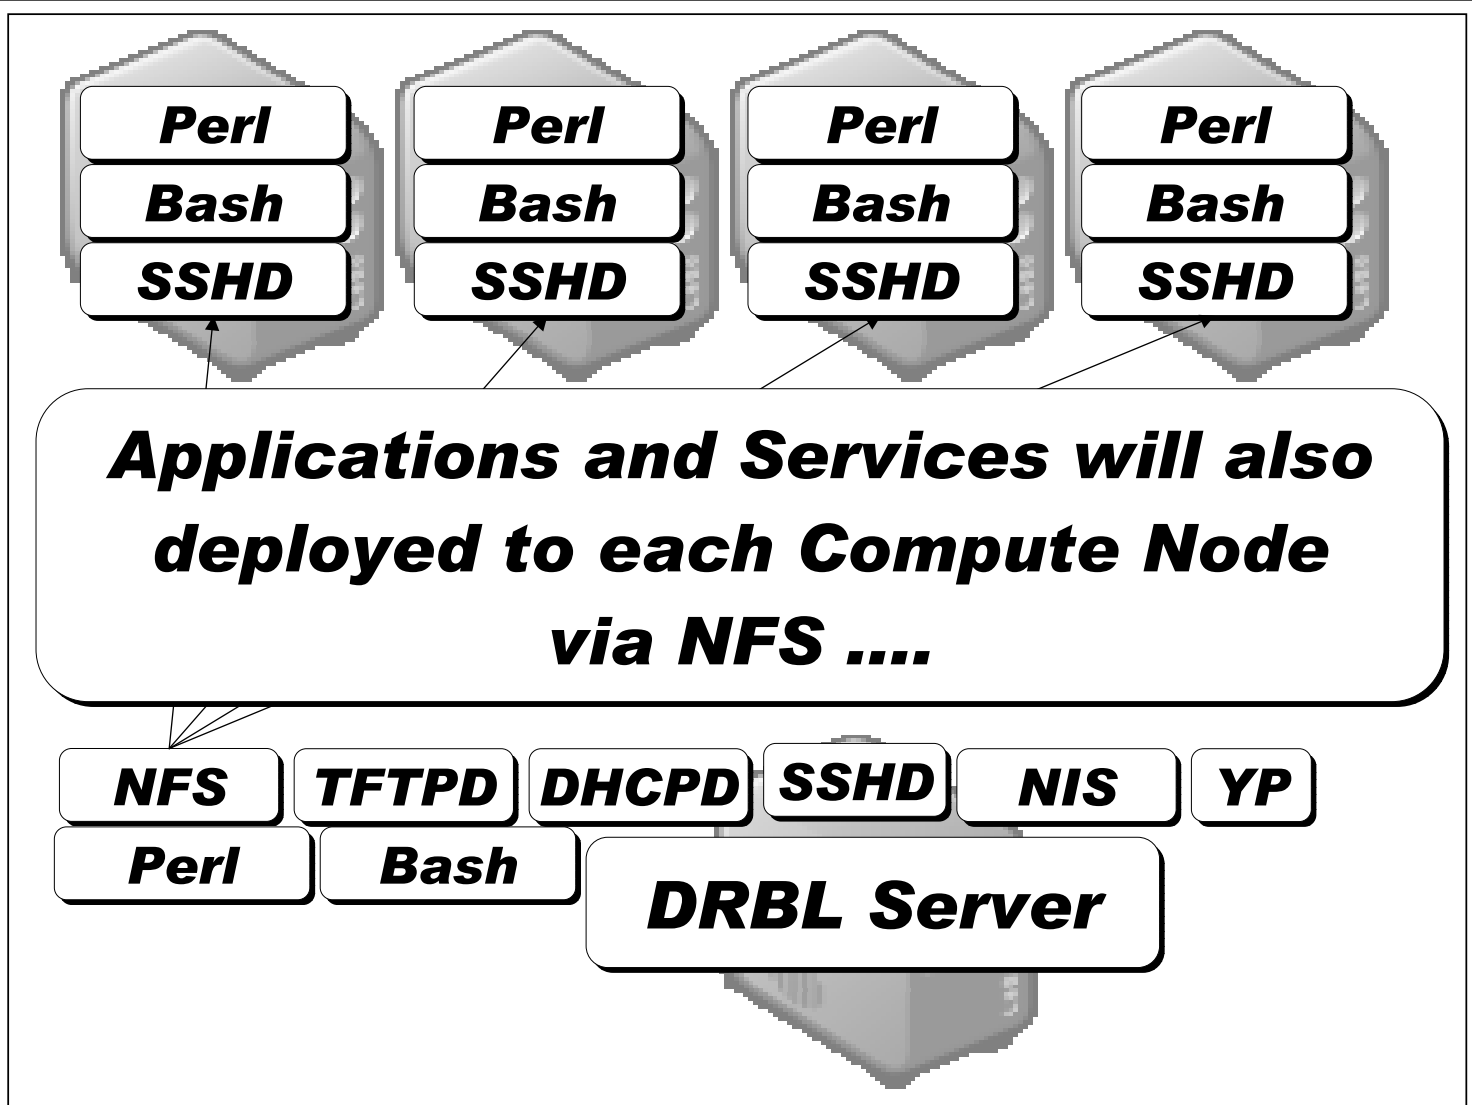 Perl Perl Perl Perl
Bash Bash Bash Bash
SSHD SSHD SSHD SSHD
Applications and Services will also
deployed to each Compute Node
via NFS ....
NFS TFTPD DHCPD SSHD NIS YP
Perl Bash
DRBL Server